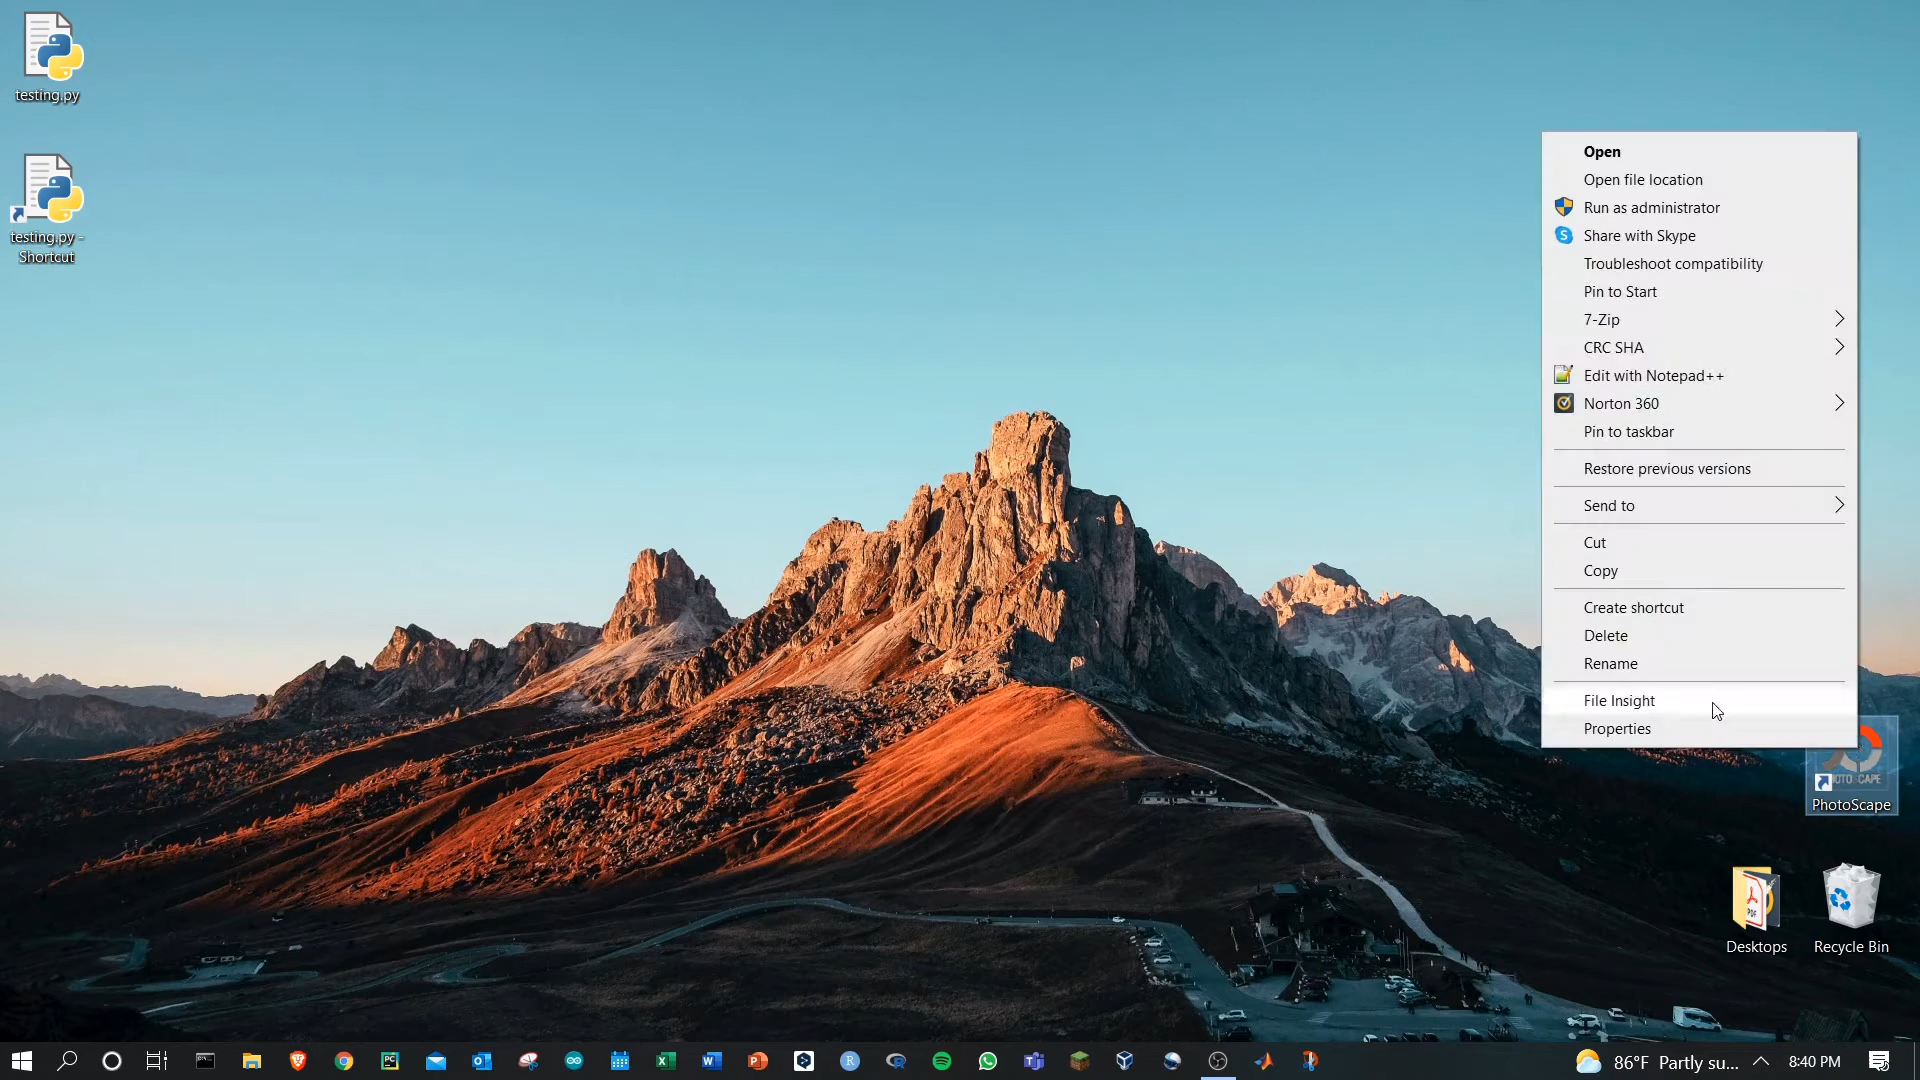 testing.py
testing.py -
Shortcut
Open
Open file location
Run as administrator
Share with Skype
Troubleshoot compatibility
Pin to Start
7-Zip
CRC SHA
Edit with Notepad++
Norton 360
Pin to taskbar
Restore previous versions
Send to
Cut
Copy
Create shortcut
Delete
Rename
File Insight
Properties
PhotoScape
Desktops
Recycle Bin
86°F Partly su...
8:40 PM